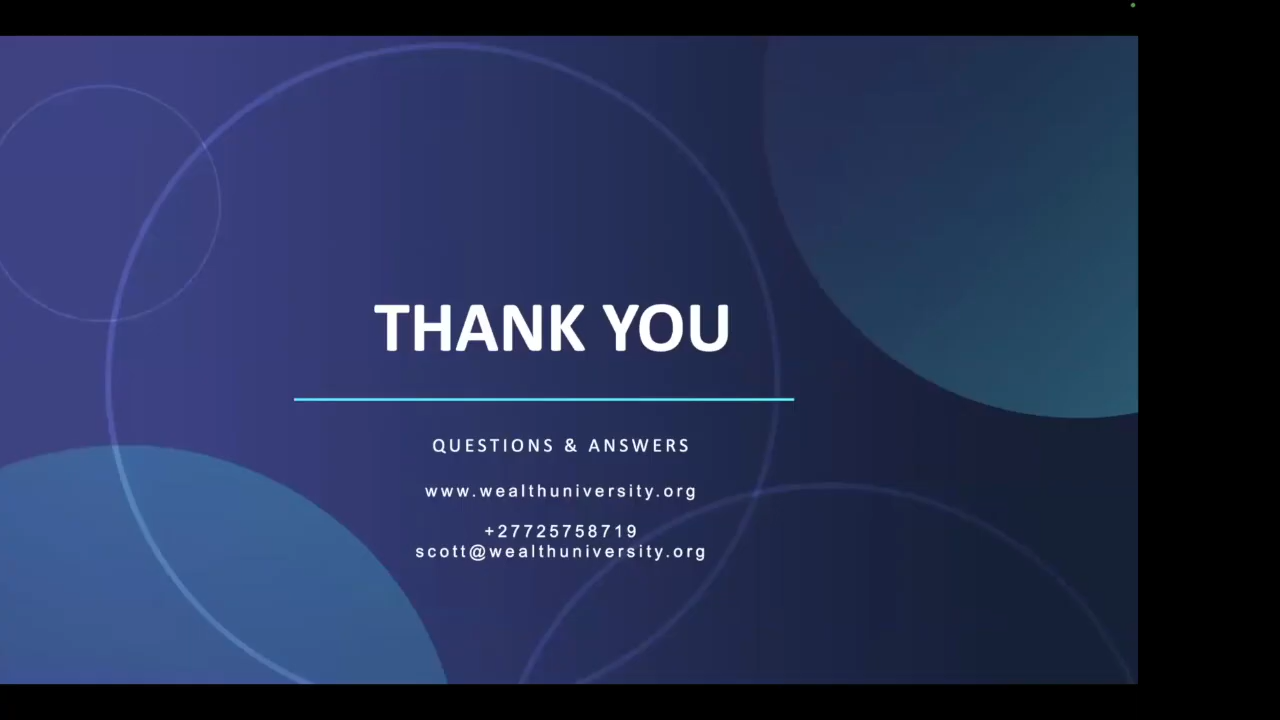 THANK YOU
QUESTIONS & ANSWERS
www.wealthuniversity.org
+27725758719
scott@wealthuniversity.org